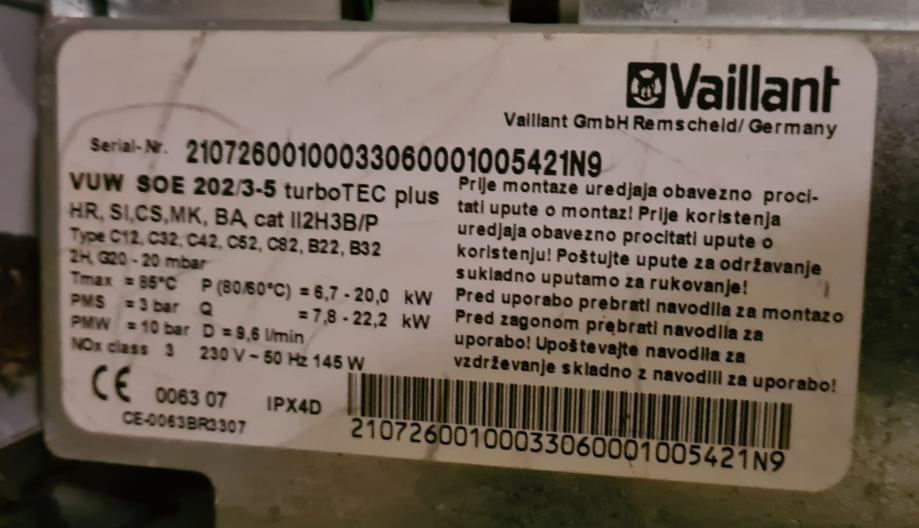 Vaillant
Vaillant GmbH Remscheid/ Germany
Serial-Nr. 21072600100033060001005421N9
VUW SOE 202/3-5 turboTEC plus
HR, SI,CS,MK, BA, cat II2H3B/P
Type C12, C32, C42, C52, C82, B22, B32
2H, G20 - 20 mbar
Tmax = 85°C P (80/60°C) = 6,7 - 20,0 kW
PMS = 3 bar Q = 7,8 - 22,2 kW
PMW = 10 bar D = 9,6 l/min
NOx class 3 230 V ~ 50 Hz 145 W
CE 0063 07 IPX4D
CE-0063BR3307
Prije montaze uredjaja obavezno proci-
tati upute o montaz! Prije koristenja
uredjaja obavezno procitati upute o
koristenju! Poštujte upute za održavanje
sukladno uputamo za rukovanje!
Pred uporabo prebrati navodila za montazo
Pred zagonom prebrati navodila za
uporabo! Upoštevajte navodila za
vzdrževanje skladno z navodili za uporabo!
21072600100033060001005421N9